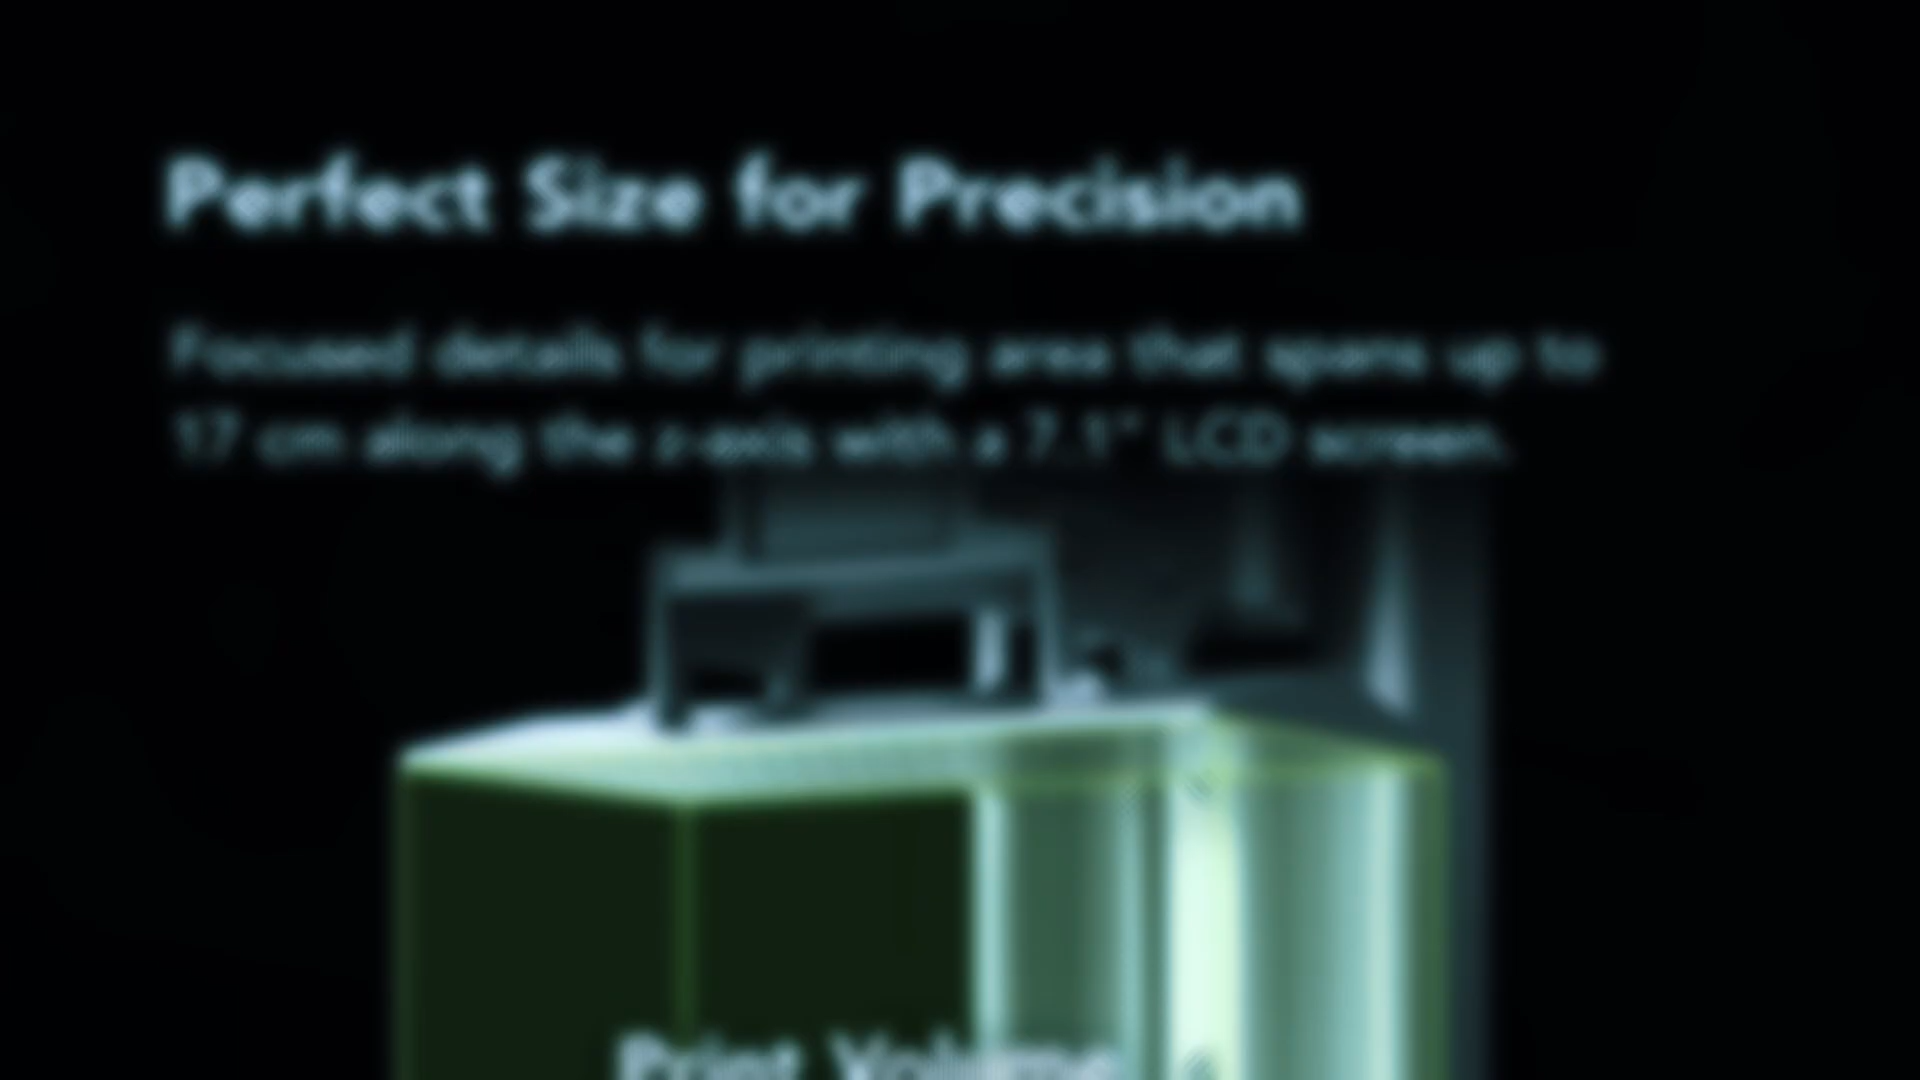 Perfect Size for Precision
Focused details for printing area that spans up to
17 cm along the z-axis with a 7.1" LCD screen.
Print Volume